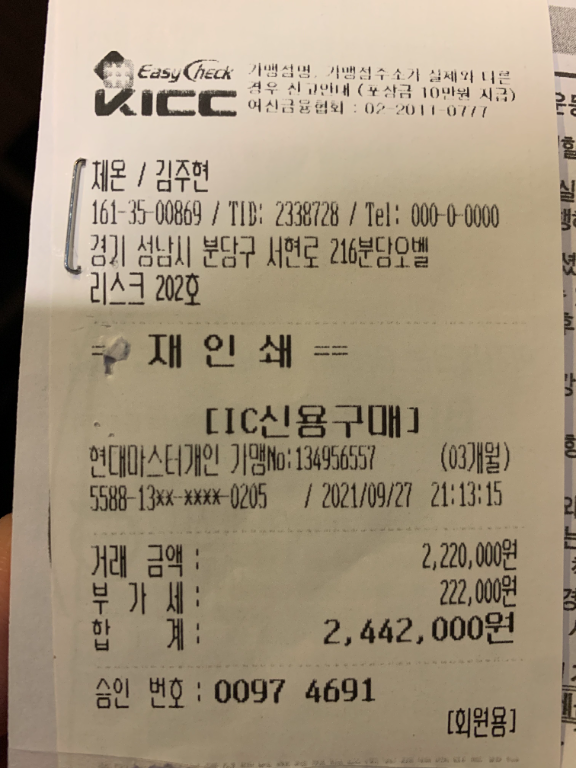 EasyCheck
KICC
가맹점명, 가맹점주소가 실제와 다른
경우 신고안내 (포상금 10만원 지급)
여신금융협회 : 02-2011-0777
체온 / 김주현
161-35-00869 / TID: 2338728 / Tel: 000-0-0000
경기 성남시 분당구 서현로 216분당오벨
리스크 202호
= 재 인 쇄 ==
[IC신용구매]
현대마스터개인 가맹No:134956557 (03개월)
5588-13**-****-0205 / 2021/09/27 21:13:15
거래 금액 : 2,220,000원
부 가 세 : 222,000원
합 계 : 2,442,000원
승인 번호 : 0097 4691
[회원용]